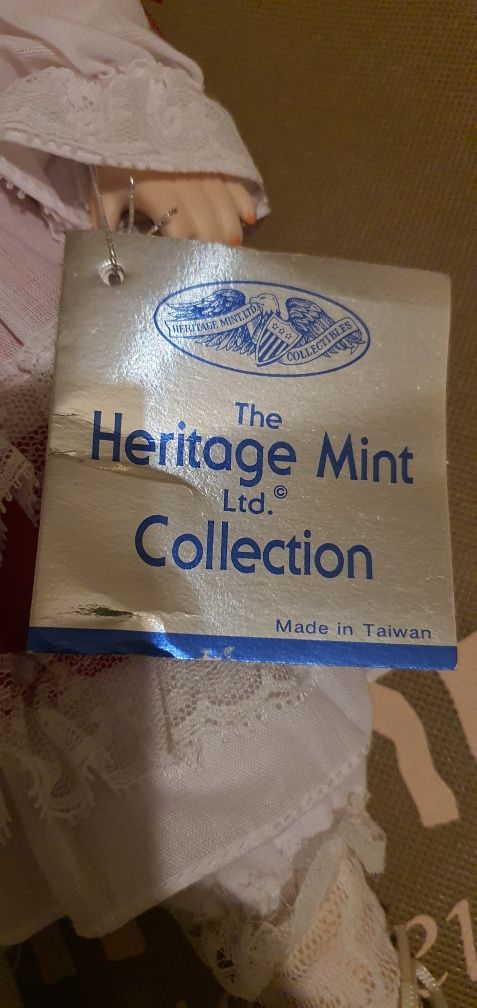 HERITAGE MINT, LTD.
COLLECTIBLES
The
Heritage Mint
Ltd.©
Collection
Made in Taiwan